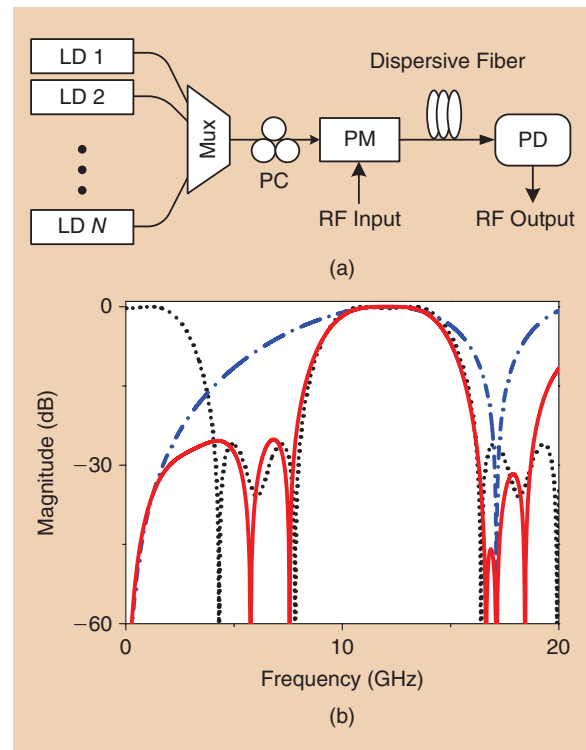 LD 1
LD 2
LD N
Mux
PC
PM
Dispersive Fiber
PD
RF Input
RF Output
(a)
0
−30
−60
Magnitude (dB)
0
10
20
Frequency (GHz)
(b)